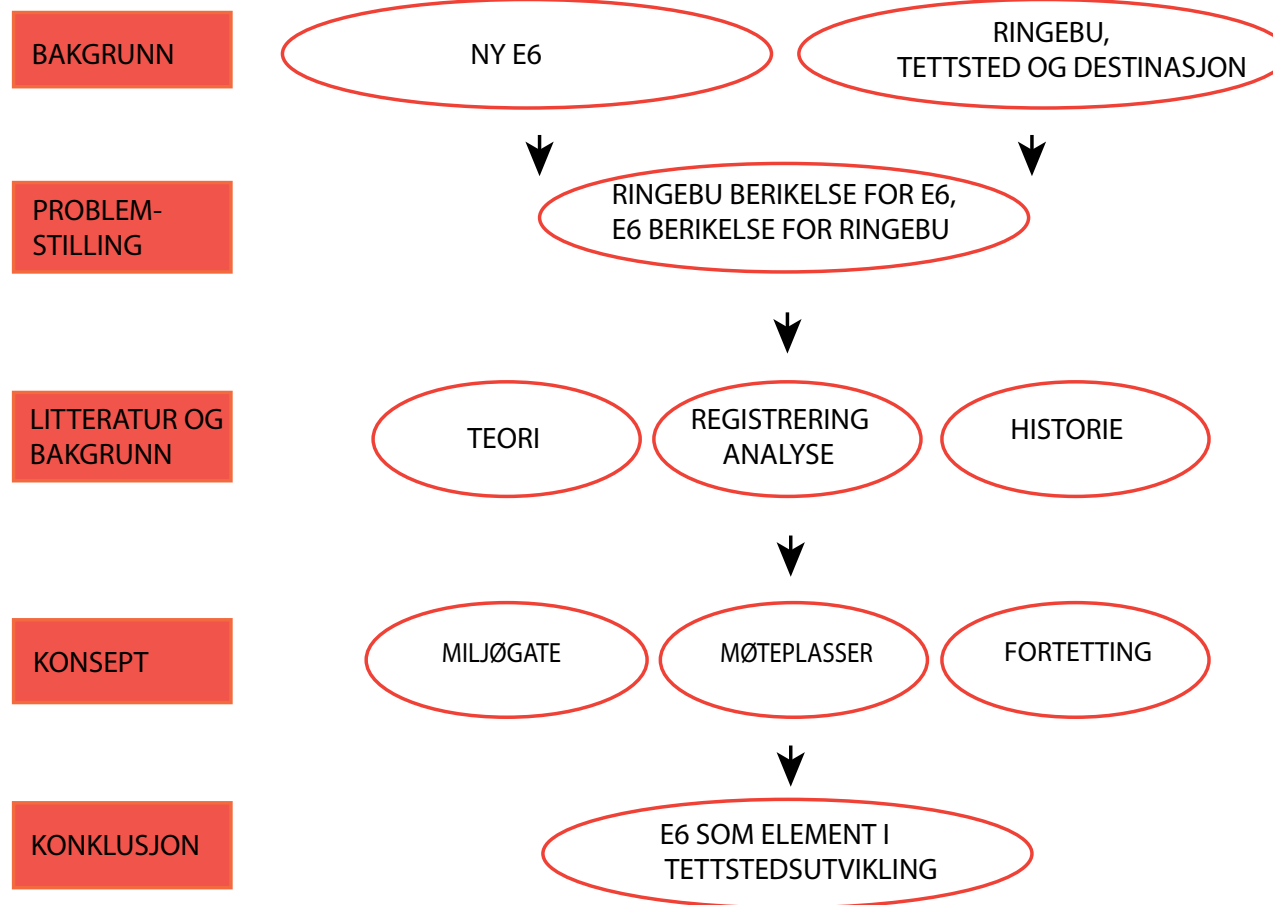 BAKGRUNN
NY E6
RINGEBU,
TETTSTED OG DESTINASJON
PROBLEM-
STILLING
RINGEBU BERIKELSE FOR E6,
E6 BERIKELSE FOR RINGEBU
LITTERATUR OG
BAKGRUNN
TEORI
REGISTRERING
ANALYSE
HISTORIE
KONSEPT
MILJØGATE
MØTEPLASSER
FORTETTING
KONKLUSJON
E6 SOM ELEMENT I
TETTSTEDSUTVIKLING